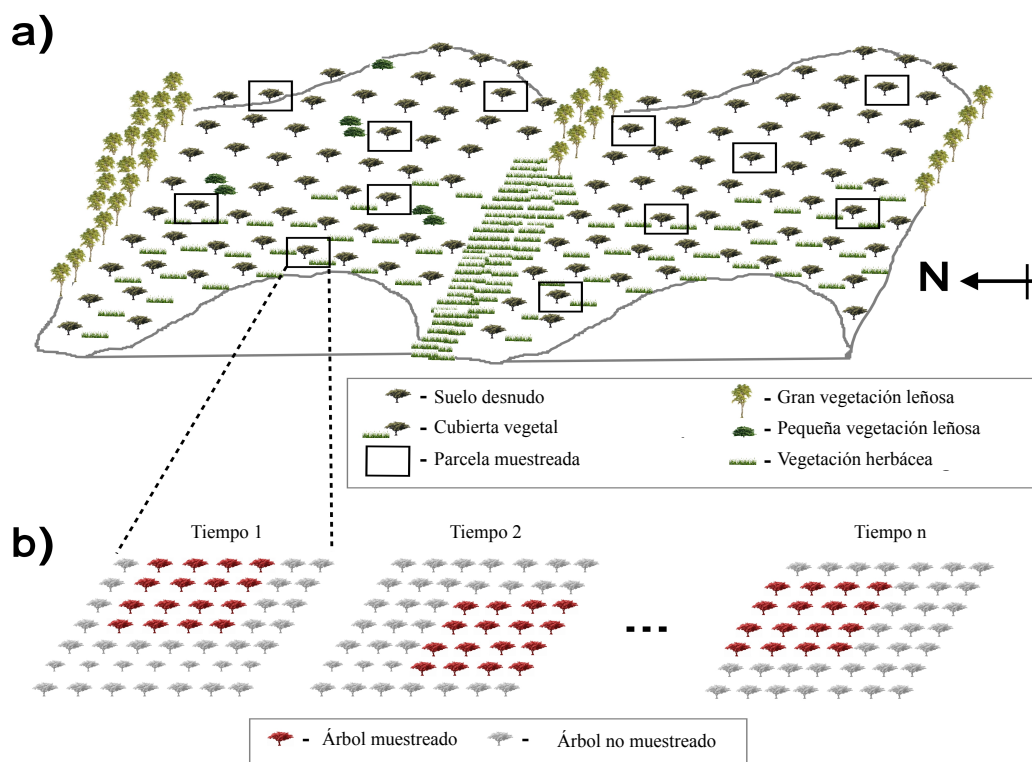 a)
N
- Suelo desnudo
- Cubierta vegetal
- Parcela muestreada
- Gran vegetación leñosa
- Pequeña vegetación leñosa
- Vegetación herbácea
b)
Tiempo 1
Tiempo 2
Tiempo n
...
- Árbol muestreado
- Árbol no muestreado